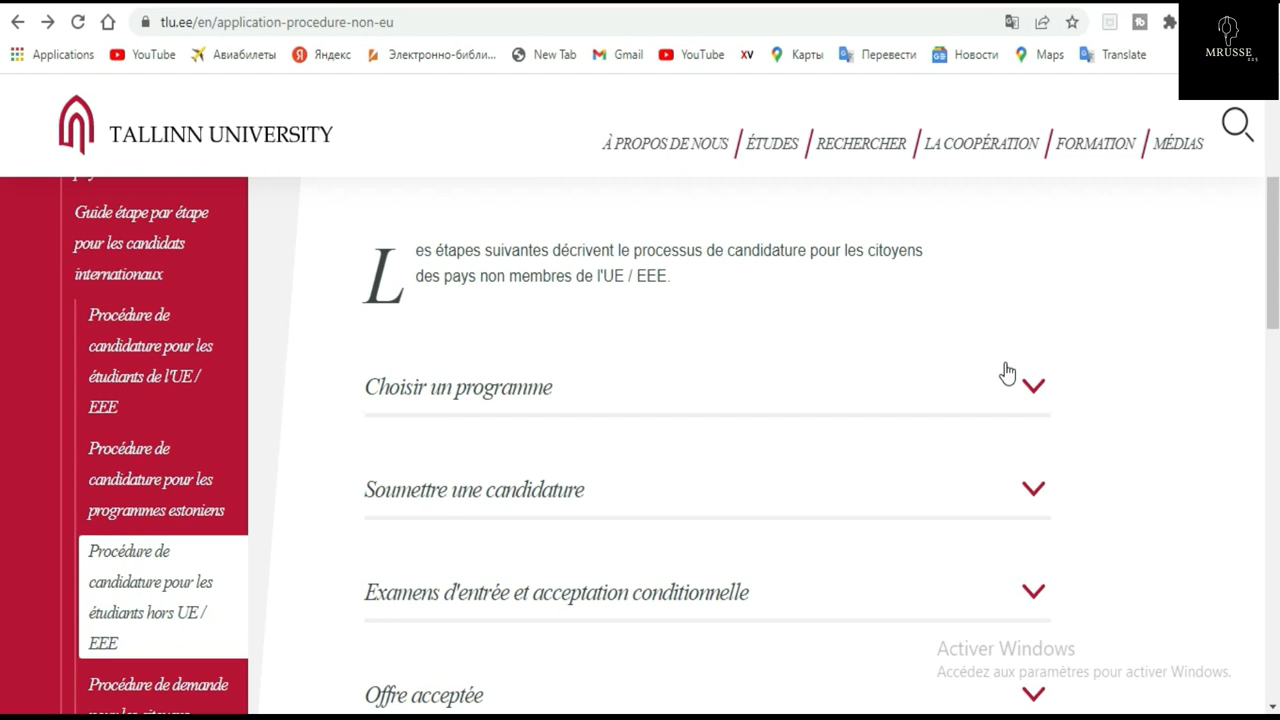 tlu.ee/en/application-procedure-non-eu
Applications YouTube Авиабилеты Яндекс Электронно-библи... New Tab Gmail YouTube XV Карты Перевести Новости Maps Translate
MRUSSE
225
TALLINN UNIVERSITY
À PROPOS DE NOUS ÉTUDES RECHERCHER LA COOPÉRATION FORMATION MÉDIAS
Guide étape par étape
pour les candidats
internationaux
Procédure de
candidature pour les
étudiants de l'UE /
EEE
Procédure de
candidature pour les
programmes estoniens
Procédure de
candidature pour les
étudiants hors UE /
EEE
Procédure de demande
Les étapes suivantes décrivent le processus de candidature pour les citoyens
des pays non membres de l'UE / EEE.
Choisir un programme
Soumettre une candidature
Examens d'entrée et acceptation conditionnelle
Offre acceptée
Activer Windows
Accédez aux paramètres pour activer Windows.